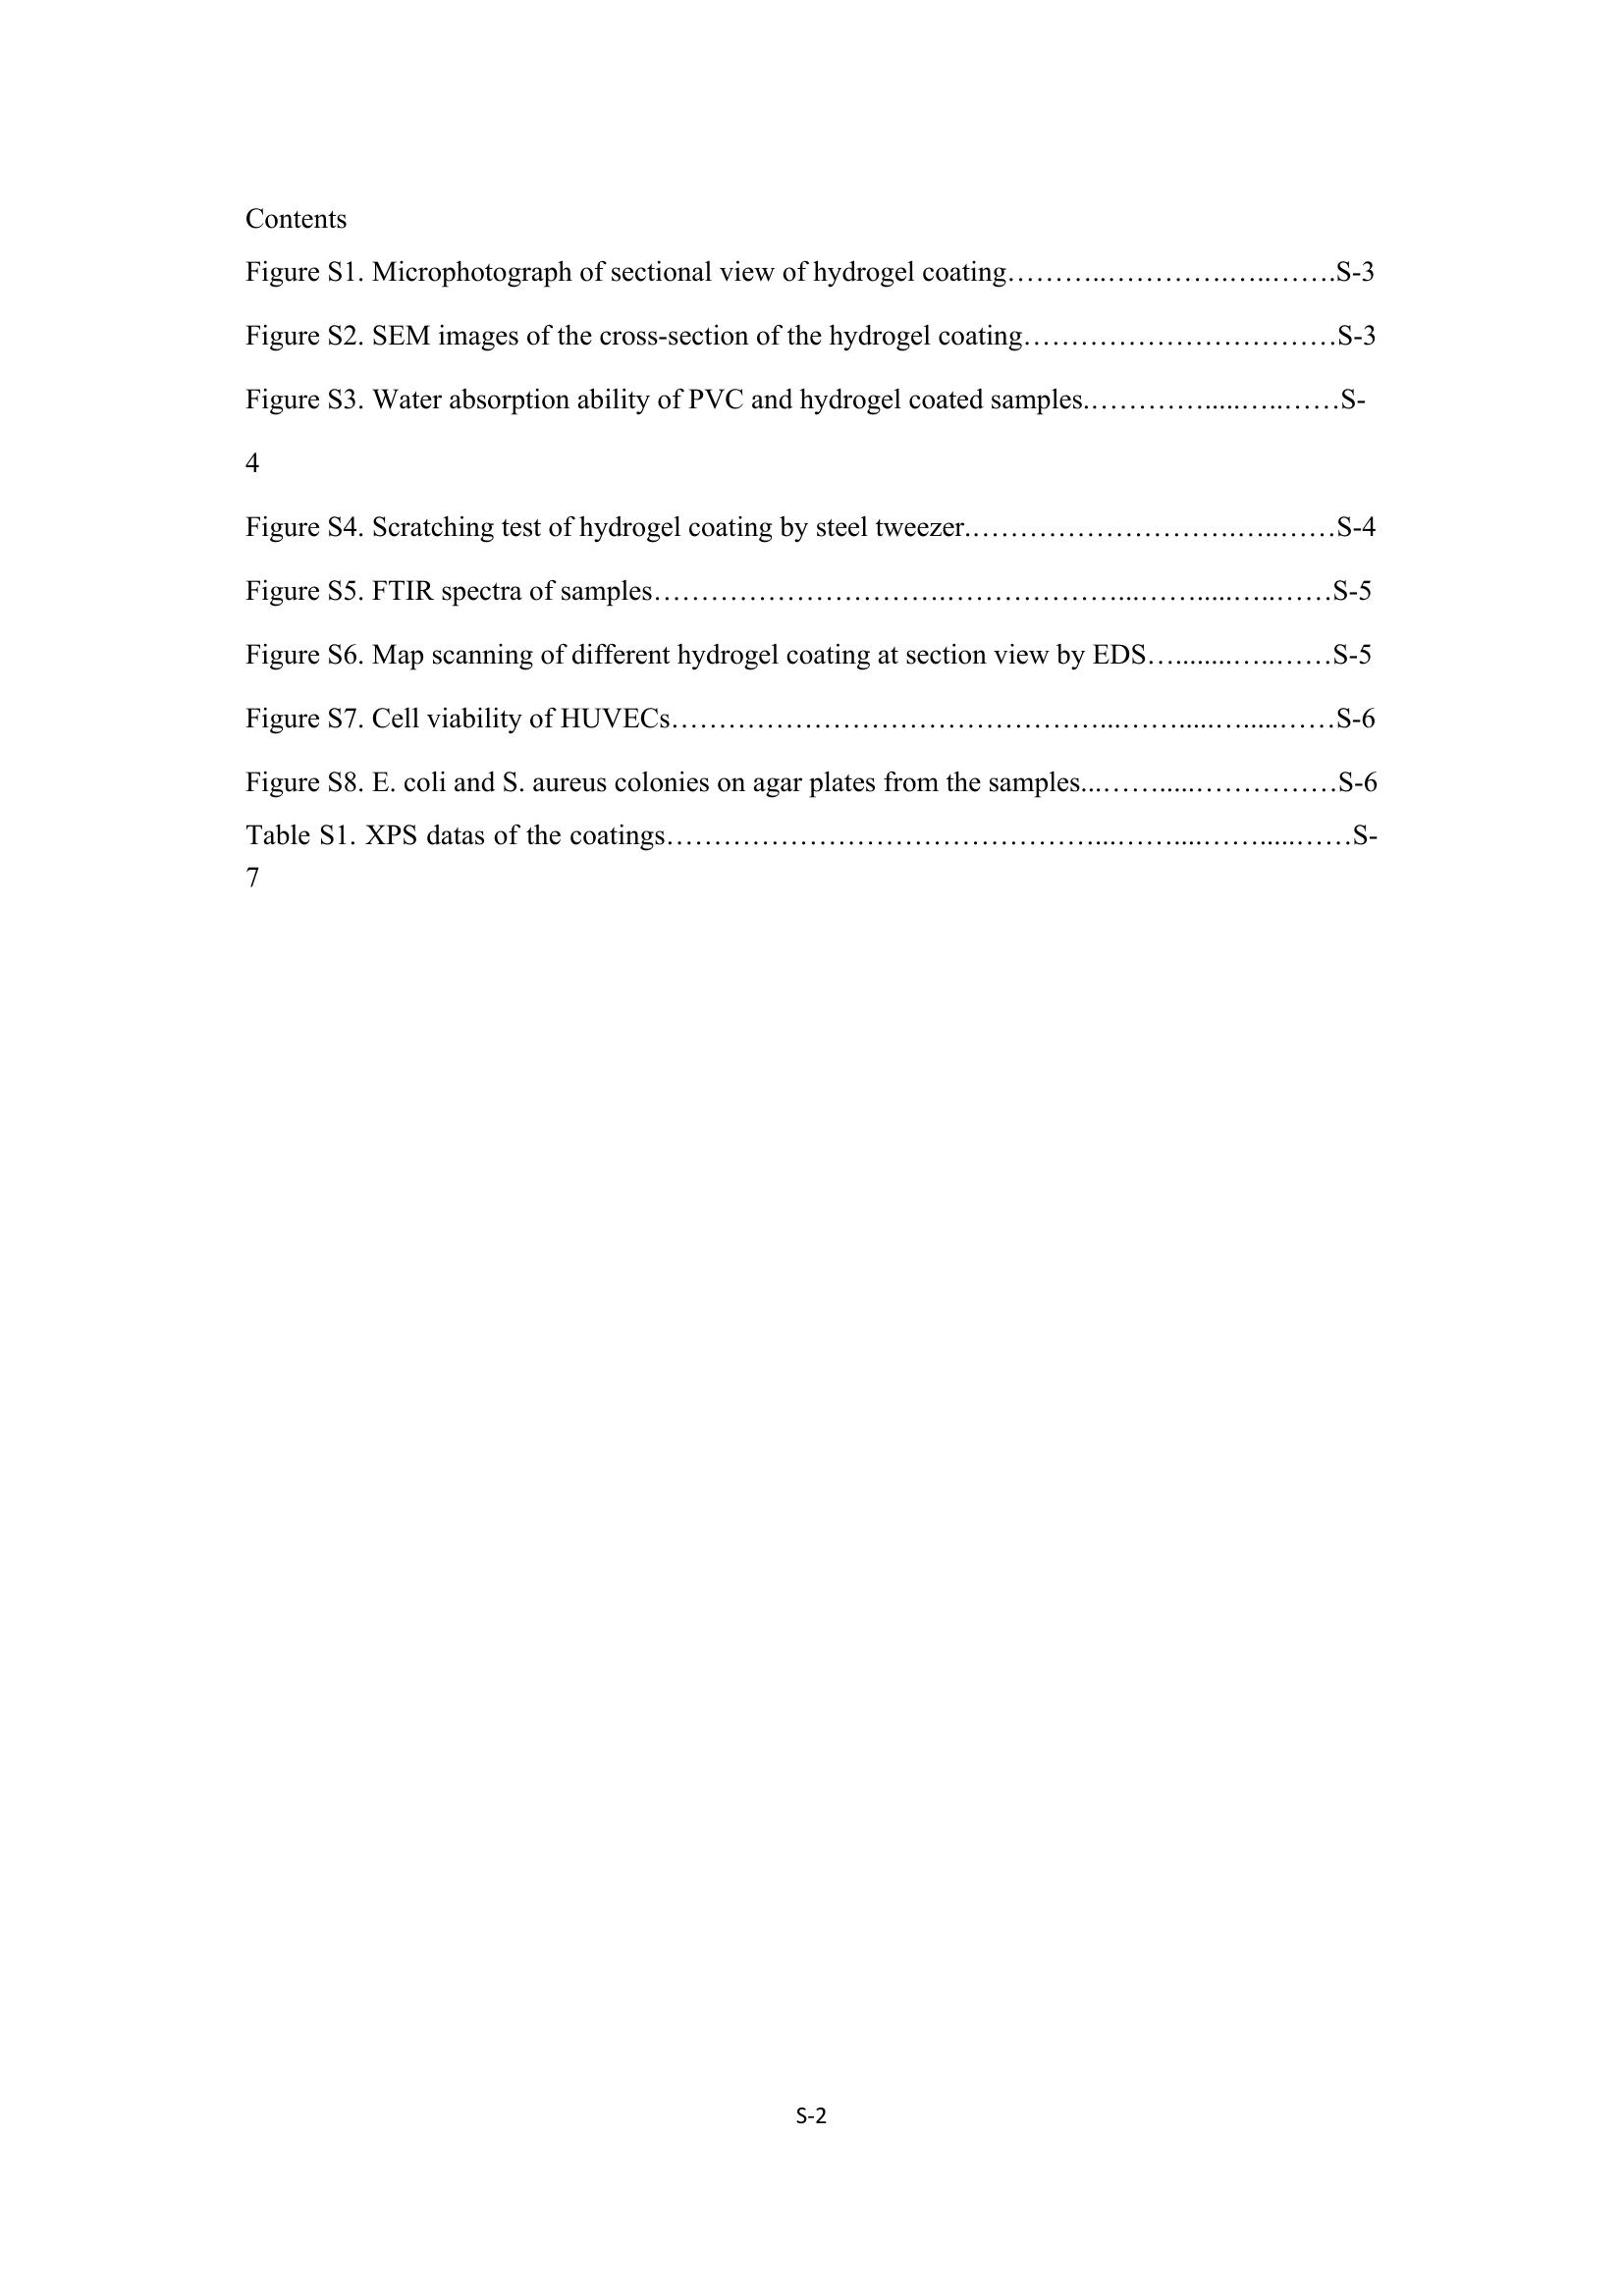 Contents
Figure S1. Microphotograph of sectional view of hydrogel coating………..………….…..…….S-3
Figure S2. SEM images of the cross-section of the hydrogel coating……………………………S-3
Figure S3. Water absorption ability of PVC and hydrogel coated samples.………….....…..……S-
4
Figure S4. Scratching test of hydrogel coating by steel tweezer.……………………….…..……S-4
Figure S5. FTIR spectra of samples………………………….………………...…….....…..……S-5
Figure S6. Map scanning of different hydrogel coating at section view by EDS….......…..……S-5
Figure S7. Cell viability of HUVECs………………………………………...…….....…....……S-6
Figure S8. E. coli and S. aureus colonies on agar plates from the samples...…….....……………S-6
Table S1. XPS datas of the coatings………………………………………...……....…….....……S-
7
S-2